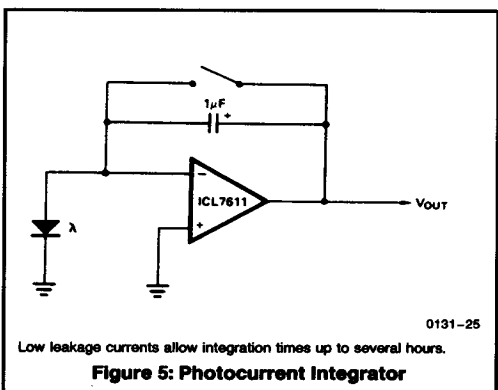 1μF
+
−
ICL7611
+
VOUT
λ
0131–25
Low leakage currents allow integration times up to several hours.
Figure 5: Photocurrent Integrator